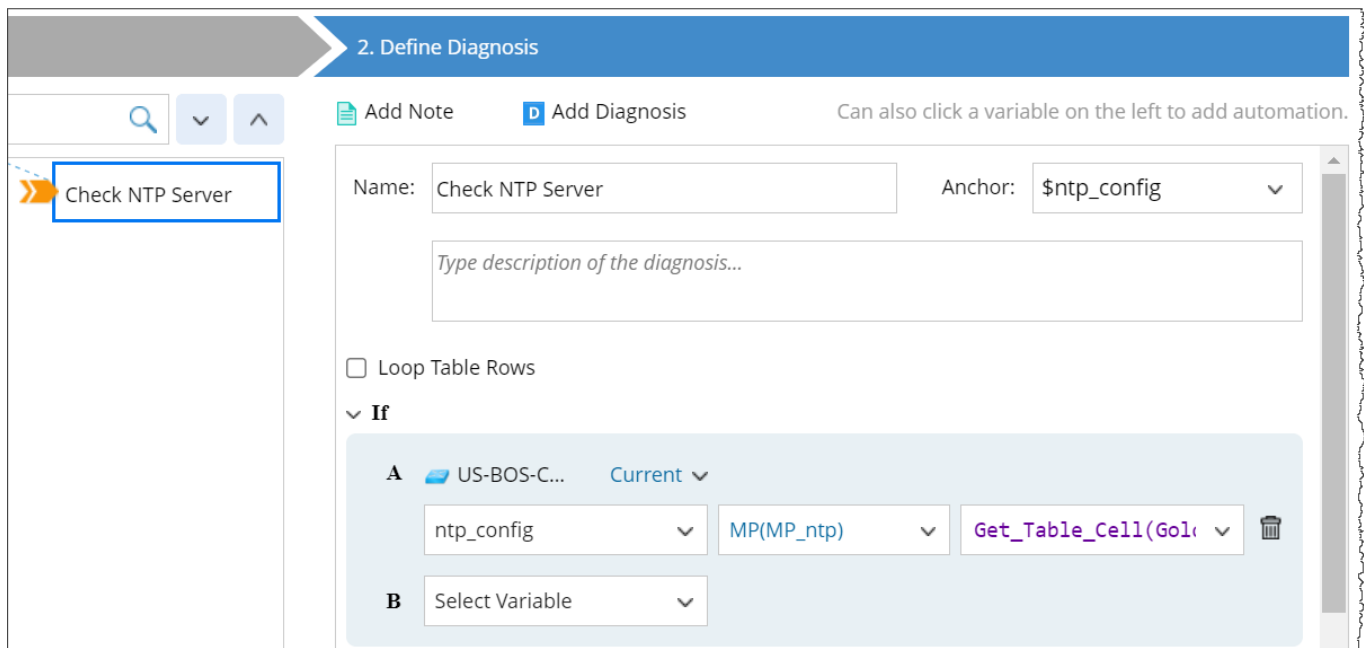 2. Define Diagnosis
Add Note D Add Diagnosis Can also click a variable on the left to add automation.
Check NTP Server
Name: Check NTP Server Anchor: $ntp_config
Type description of the diagnosis...
Loop Table Rows
If
A US-BOS-C... Current
ntp_config MP(MP_ntp) Get_Table_Cell(Gol
B Select Variable